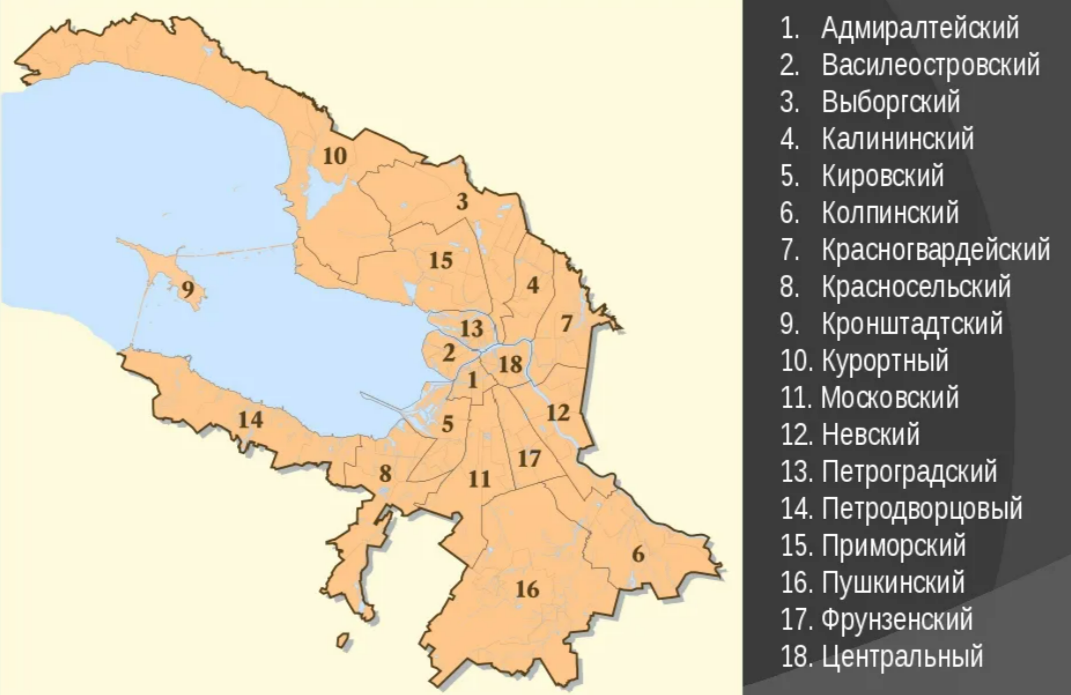 10
3
15
4
9
7
13
2
18
1
12
14
5
17
8
11
6
16
1. Адмиралтейский
2. Василеостровский
3. Выборгский
4. Калининский
5. Кировский
6. Колпинский
7. Красногвардейский
8. Красносельский
9. Кронштадтский
10. Курортный
11. Московский
12. Невский
13. Петроградский
14. Петродворцовый
15. Приморский
16. Пушкинский
17. Фрунзенский
18. Центральный